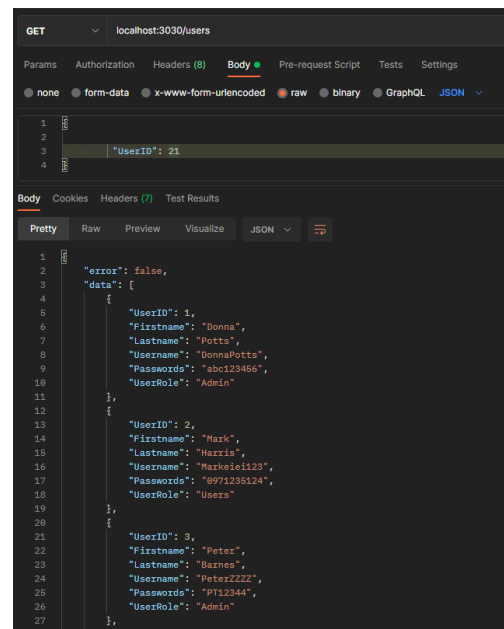 GET localhost:3030/users
Params Authorization Headers (8) Body Pre-request Script Tests Settings
none form-data x-www-form-urlencoded raw binary GraphQL JSON
1 {
2
3 "UserID": 21
4 }
Body Cookies Headers (7) Test Results
Pretty Raw Preview Visualize JSON
1 {
2 "error": false,
3 "data": [
4 {
5 "UserID": 1,
6 "Firstname": "Donna",
7 "Lastname": "Potts",
8 "Username": "DonnaPotts",
9 "Passwords": "abc123456",
10 "UserRole": "Admin"
11 },
12 {
13 "UserID": 2,
14 "Firstname": "Mark",
15 "Lastname": "Harris",
16 "Username": "Markeiei123",
17 "Passwords": "0971235124",
18 "UserRole": "Users"
19 },
20 {
21 "UserID": 3,
22 "Firstname": "Peter",
23 "Lastname": "Barnes",
24 "Username": "PeterZZZZ",
25 "Passwords": "PT12344",
26 "UserRole": "Admin"
27 },